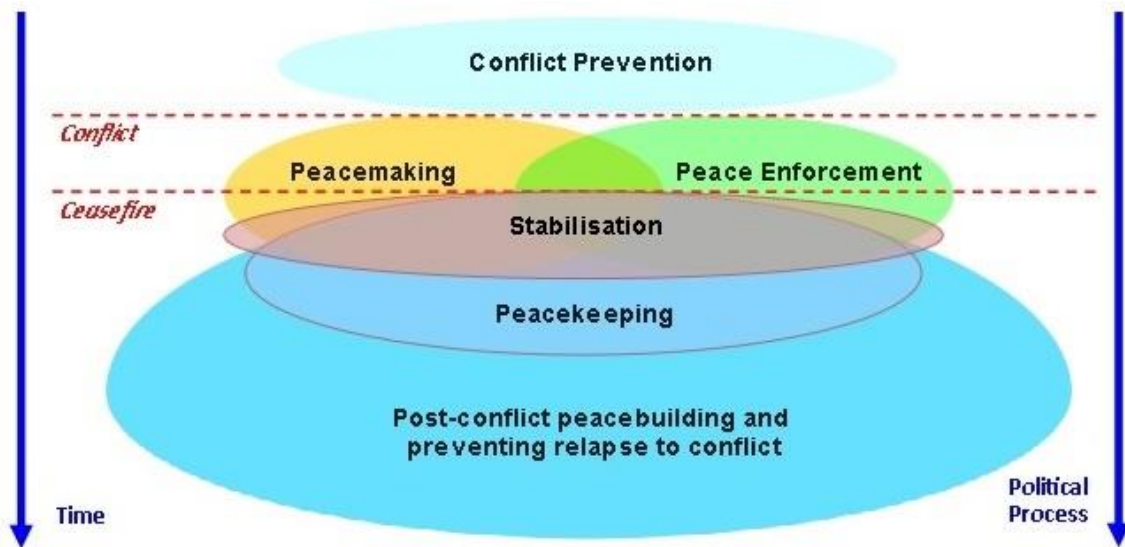 Conflict Prevention
Conflict
Peacemaking
Peace Enforcement
Ceasefire
Stabilisation
Peacekeeping
Post-conflict peacebuilding and
preventing relapse to conflict
Time
Political
Process